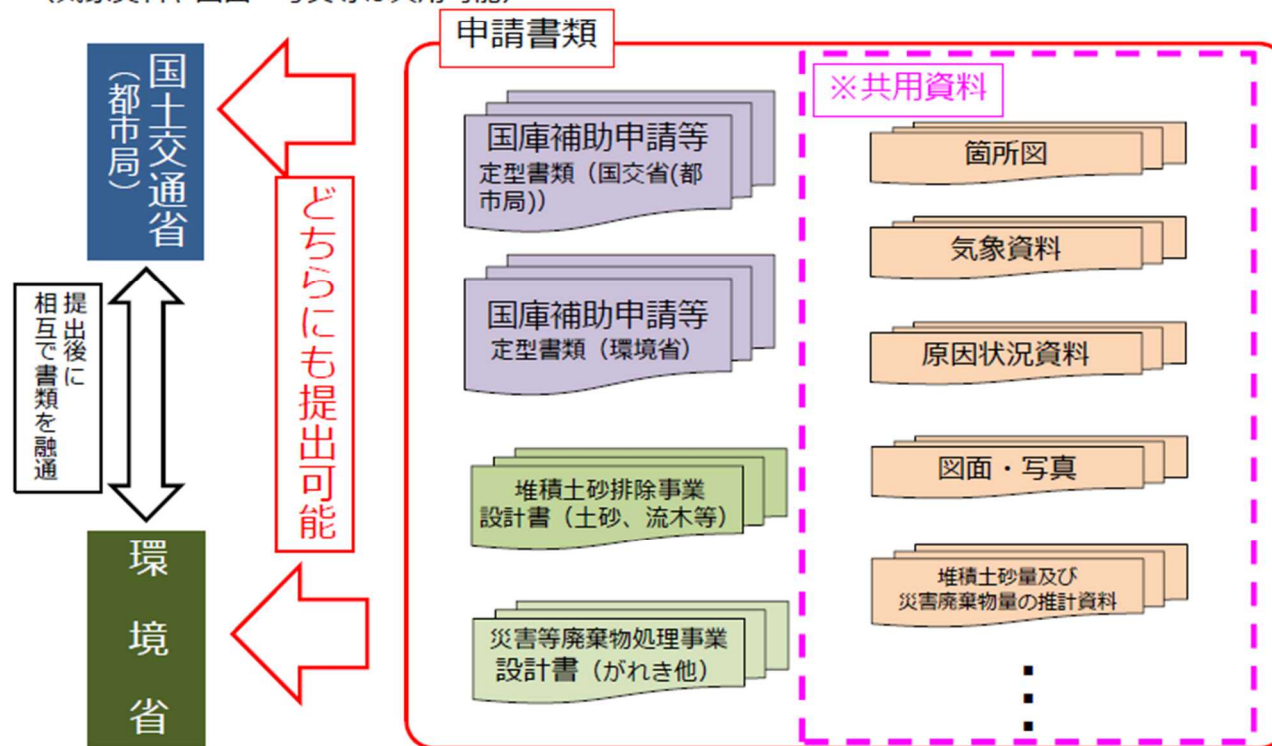 申請書類
国土交通省
（都市局）
提出後に
相互で書類を融通
環境省
どちらにも提出可能
国庫補助申請等
定型書類（国交省(都
市局)）
国庫補助申請等
定型書類（環境省）
堆積土砂排除事業
設計書（土砂、流木等）
災害等廃棄物処理事業
設計書（がれき他）
※共用資料
箇所図
気象資料
原因状況資料
図面・写真
堆積土砂量及び
災害廃棄物量の推計資料